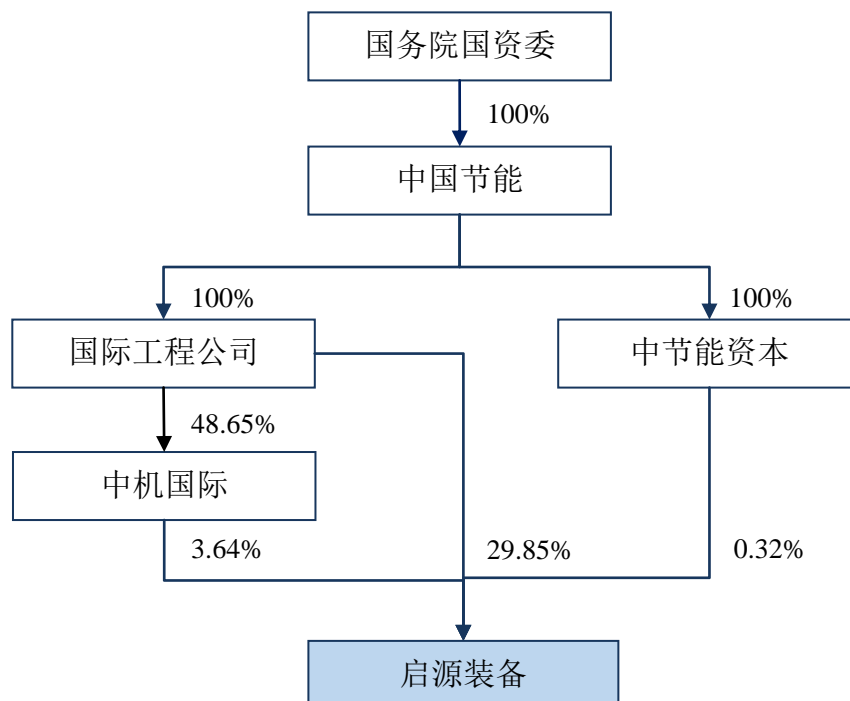 国务院国资委
100%
中国节能
100%
100%
国际工程公司
中节能资本
48.65%
中机国际
3.64%
29.85%
0.32%
启源装备